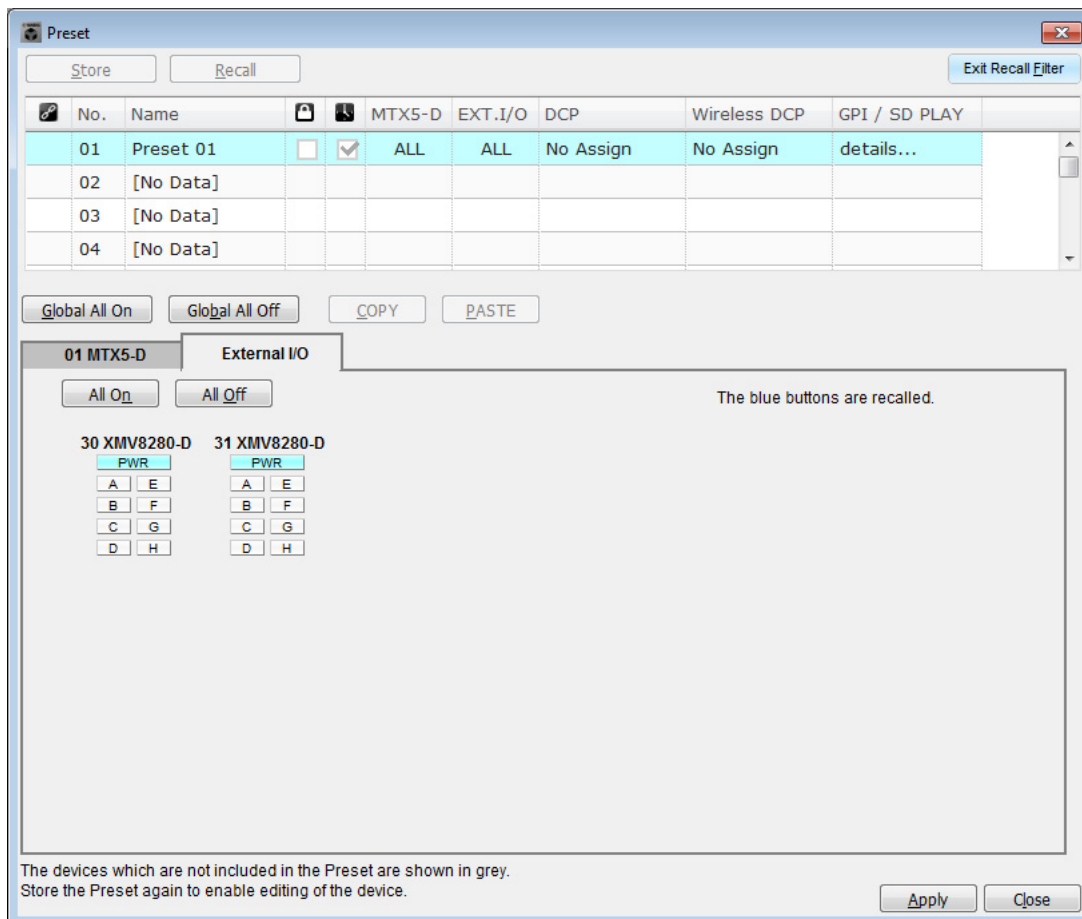 Preset
Store Recall Exit Recall Filter
No. Name MTX5-D EXT.I/O DCP Wireless DCP GPI / SD PLAY
01 Preset 01 ALL ALL No Assign No Assign details...
02 [No Data]
03 [No Data]
04 [No Data]
Global All On Global All Off COPY PASTE
01 MTX5-D External I/O
All On All Off The blue buttons are recalled.
30 XMV8280-D 31 XMV8280-D
PWR PWR
A E A E
B F B F
C G C G
D H D H
The devices which are not included in the Preset are shown in grey.
Store the Preset again to enable editing of the device.
Apply Close